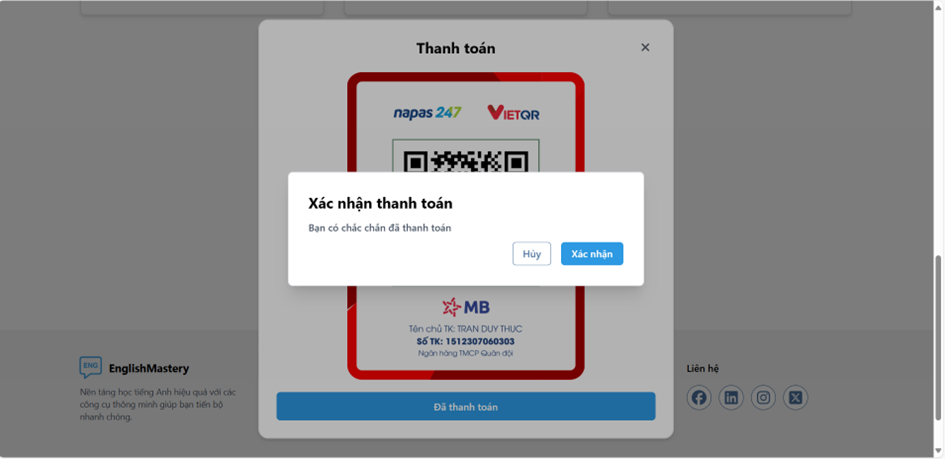 Thanh toán
napas 247
VIETQR
Xác nhận thanh toán
Bạn có chắc chắn đã thanh toán
Hủy
Xác nhận
MB
Tên chủ TK: TRAN DUY THUC
Số TK: 1512307060303
Ngân hàng TMCP Quân đội
Đã thanh toán
ENG
EnglishMastery
Nền tảng học tiếng Anh hiệu quả với các
công cụ thông minh giúp bạn tiến bộ
nhanh chóng.
Liên hệ